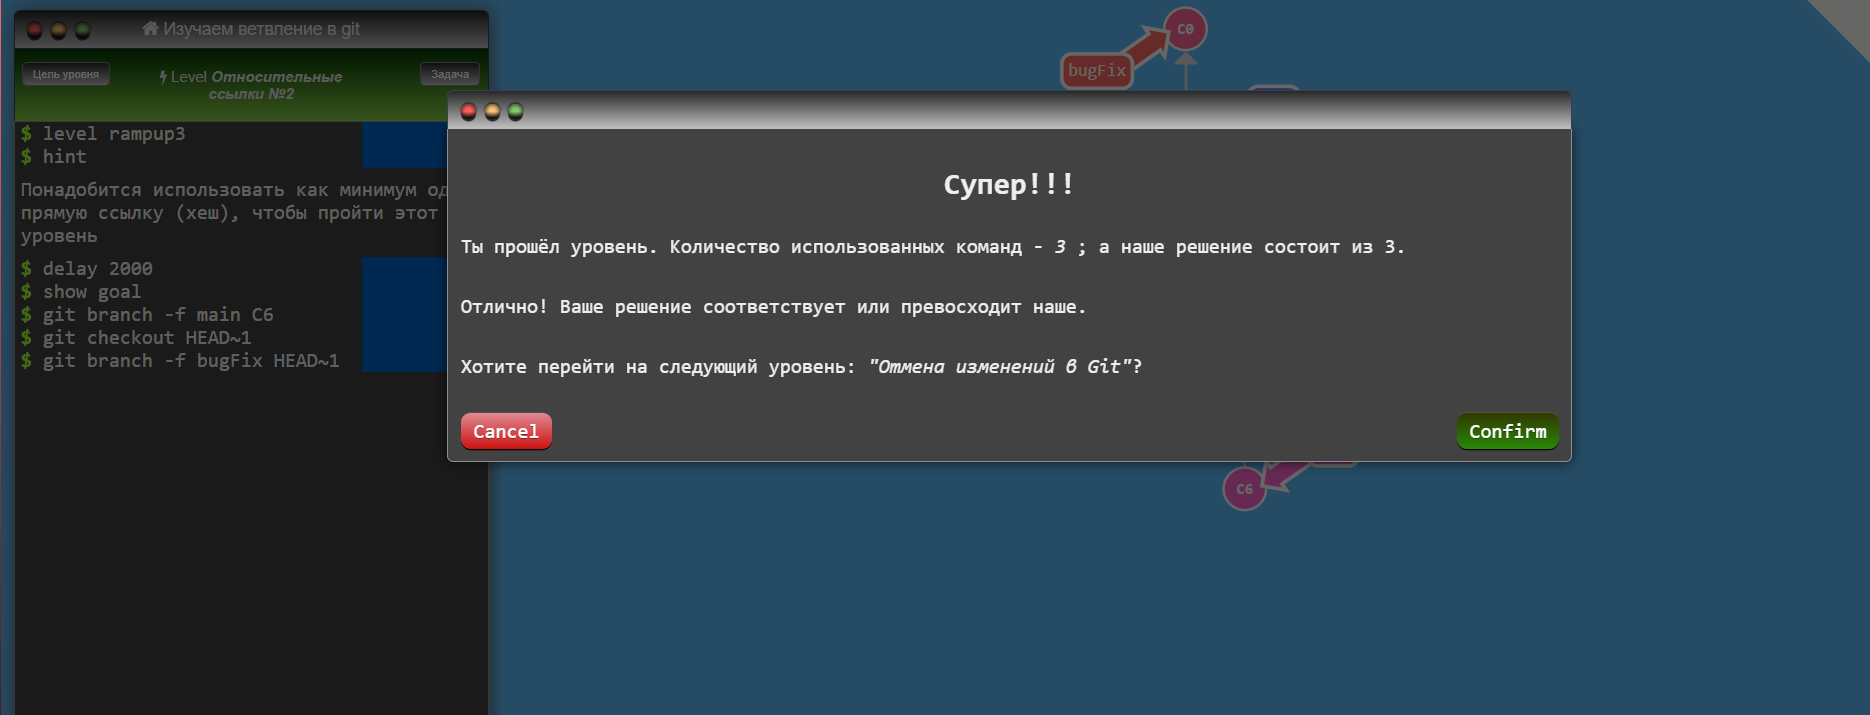 Изучаем ветвление в git
Цель уровня
Level Относительные
ссылки №2
Задача
$ level rampup3
$ hint
Понадобится использовать как минимум
прямую ссылку (хеш), чтобы пройти этот
уровень
$ delay 2000
$ show goal
$ git branch -f main C6
$ git checkout HEAD~1
$ git branch -f bugFix HEAD~1
C0
bugFix
Супер!!!
Ты прошёл уровень. Количество использованных команд - 3 ; а наше решение состоит из 3.
Отлично! Ваше решение соответствует или превосходит наше.
Хотите перейти на следующий уровень: "Отмена изменений в Git"?
Cancel
Confirm
C6